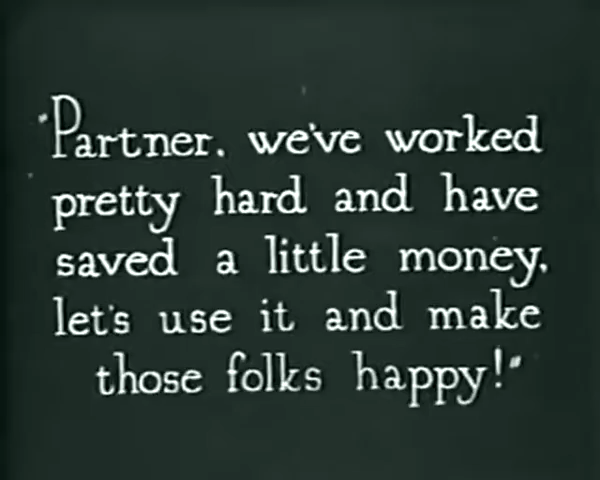 "Partner, we've worked
pretty hard and have
saved a little money,
let's use it and make
those folks happy!"